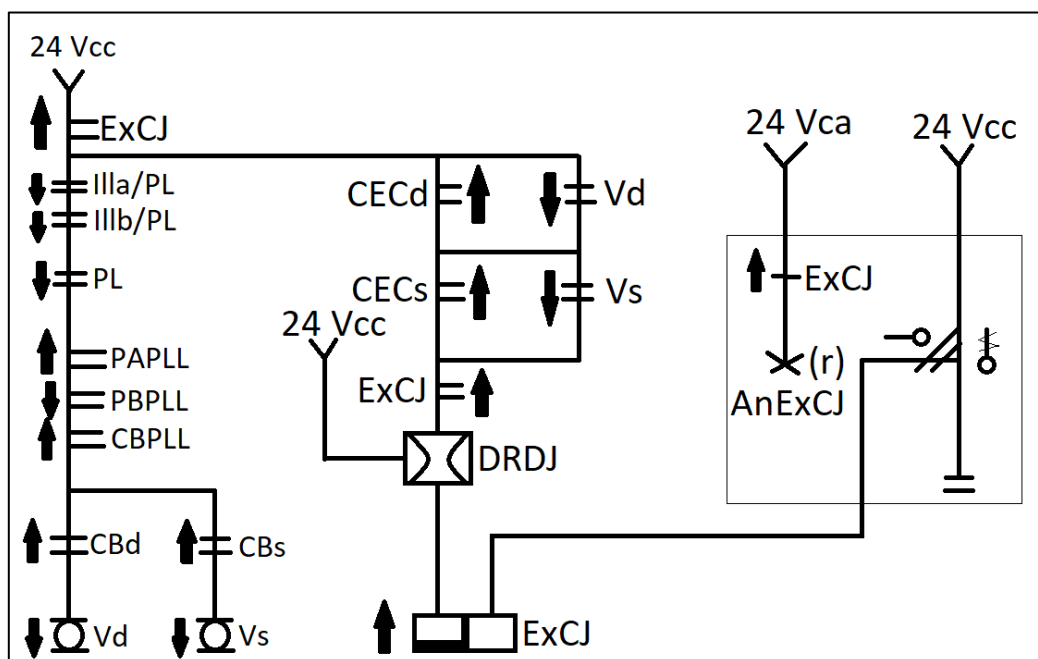 24 Vcc
ExCJ
IIIa/PL
IIIb/PL
PL
PAPLL
PBPLL
CBPLL
CBd
CBs
Vd
Vs
CECd
Vd
CECs
Vs
24 Vcc
ExCJ
DRDJ
ExCJ
24 Vca
24 Vcc
ExCJ
(r)
AnExCJ